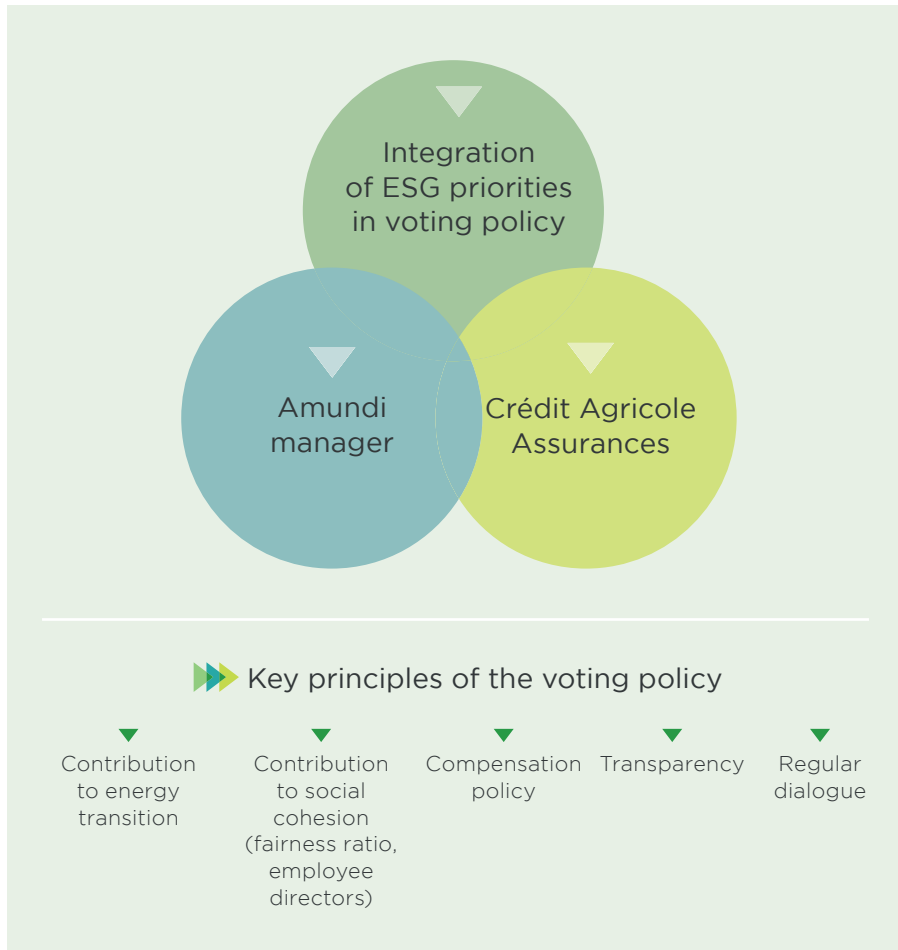 Integration
of ESG priorities
in voting policy
Amundi
manager
Crédit Agricole
Assurances
Key principles of the voting policy
Contribution
to energy
transition
Contribution
to social
cohesion
(fairness ratio,
employee
directors)
Compensation
policy
Transparency
Regular
dialogue